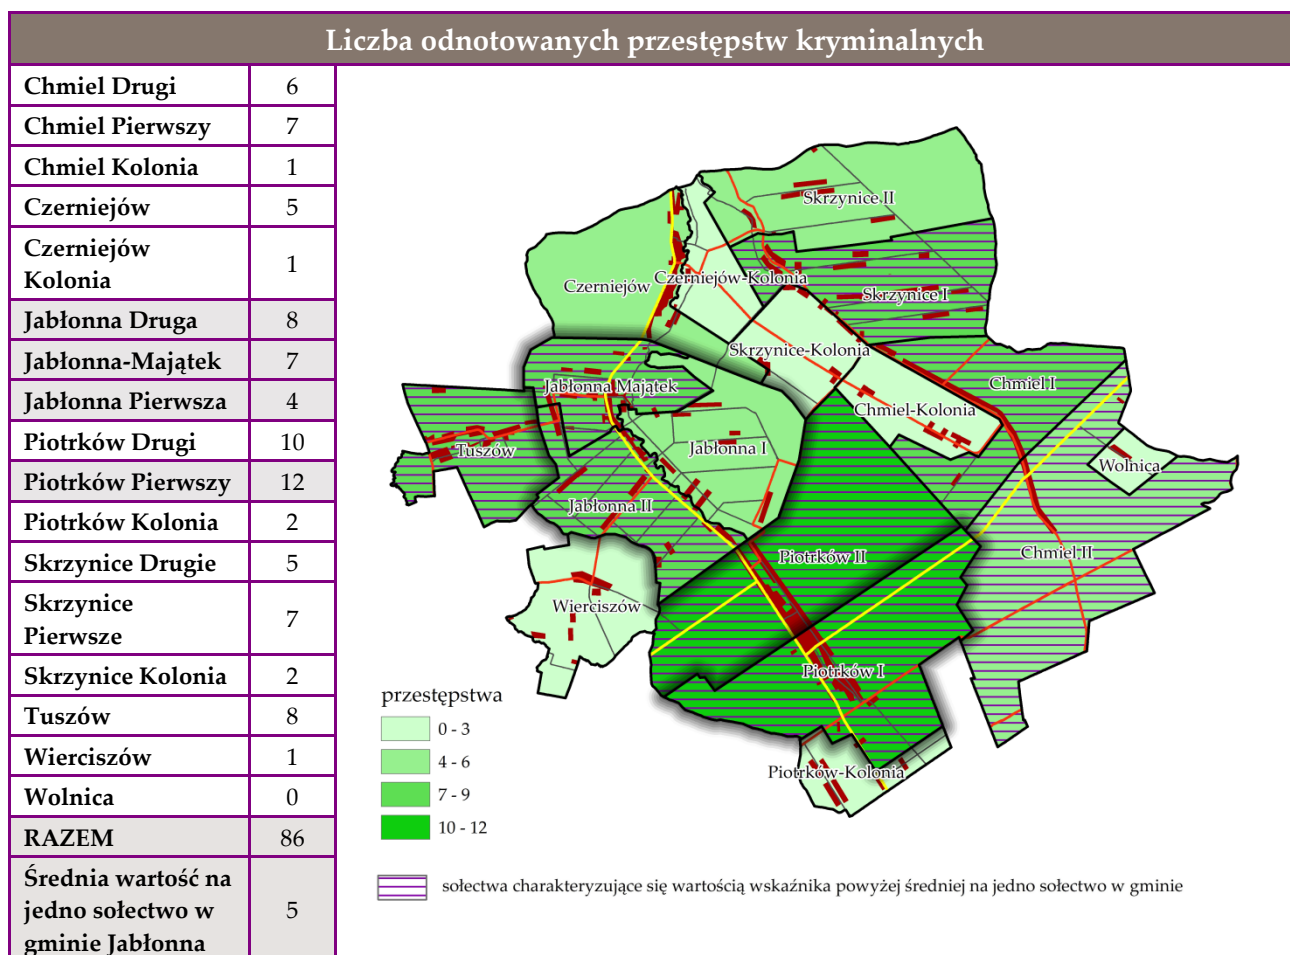 Liczba odnotowanych przestępstw kryminalnych
Chmiel Drugi 6
Chmiel Pierwszy 7
Chmiel Kolonia 1
Czerniejów 5
Czerniejów
Kolonia 1
Jabłonna Druga 8
Jabłonna-Majątek 7
Jabłonna Pierwsza 4
Piotrków Drugi 10
Piotrków Pierwszy 12
Piotrków Kolonia 2
Skrzynice Drugie 5
Skrzynice
Pierwsze 7
Skrzynice Kolonia 2
Tuszów 8
Wierciszów 1
Wolnica 0
RAZEM 86
Średnia wartość na
jedno sołectwo w 5
gminie Jabłonna
Skrzynice II
Czerniejów
Czerniejów-Kolonia
Skrzynice I
Skrzynice-Kolonia
Jabłonna Majątek
Chmiel I
Chmiel-Kolonia
Tuszów
Jabłonna I
Wolnica
Jabłonna II
Piotrków II
Chmiel II
Wierciszów
Piotrków I
Piotrków-Kolonia
przestępstwa
0 - 3
4 - 6
7 - 9
10 - 12
sołectwa charakteryzujące się wartością wskaźnika powyżej średniej na jedno sołectwo w gminie